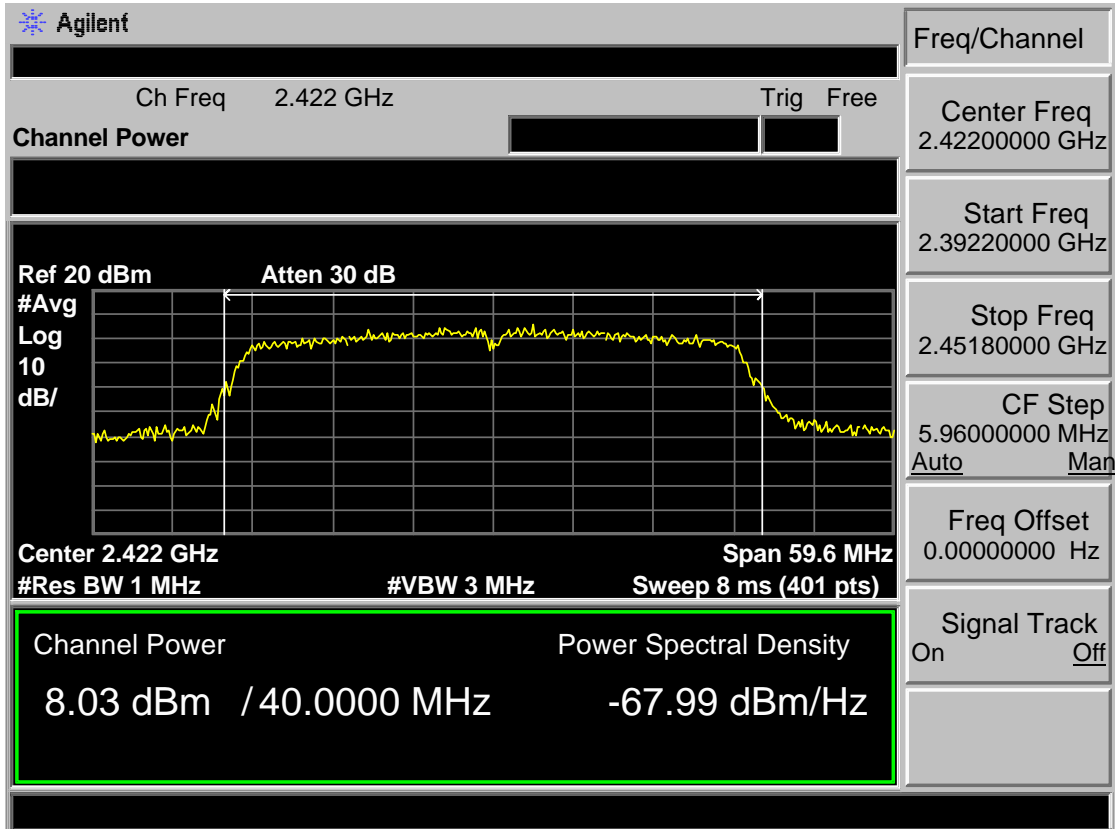 Agilent
Ch Freq 2.422 GHz Trig Free
Channel Power
Ref 20 dBm Atten 30 dB
#Avg
Log
10
dB/
Center 2.422 GHz Span 59.6 MHz
#Res BW 1 MHz #VBW 3 MHz Sweep 8 ms (401 pts)
Channel Power Power Spectral Density
8.03 dBm / 40.0000 MHz -67.99 dBm/Hz
Freq/Channel
Center Freq
2.42200000 GHz
Start Freq
2.39220000 GHz
Stop Freq
2.45180000 GHz
CF Step
5.96000000 MHz
Auto Man
Freq Offset
0.00000000 Hz
Signal Track
On Off